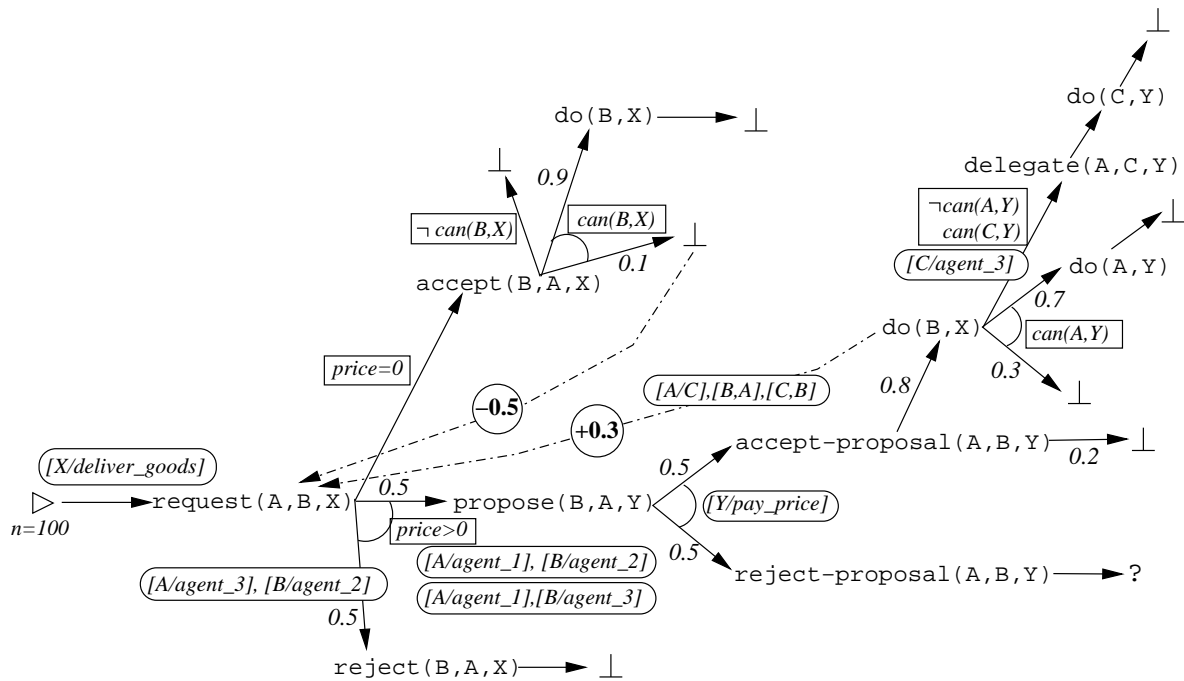 ⊥
do(C,Y)
do(B,X)
⊥
⊥
0.9
delegate(A,C,Y)
¬ can(B,X)
can(B,X)
¬can(A,Y)
can(C,Y)
⊥
⊥
0.1
[C/agent_3]
do(A,Y)
accept(B,A,X)
0.7
do(B,X)
can(A,Y)
price=0
0.8
0.3
[A/C],[B,A],[C,B]
⊥
−0.5
+0.3
accept-proposal(A,B,Y)
0.2
⊥
[X/deliver_goods]
0.5
n=100
request(A,B,X)
0.5
propose(B,A,Y)
[Y/pay_price]
price>0
0.5
[A/agent_1], [B/agent_2]
[A/agent_3], [B/agent_2]
reject-proposal(A,B,Y)
?
[A/agent_1],[B/agent_3]
0.5
reject(B,A,X)
⊥